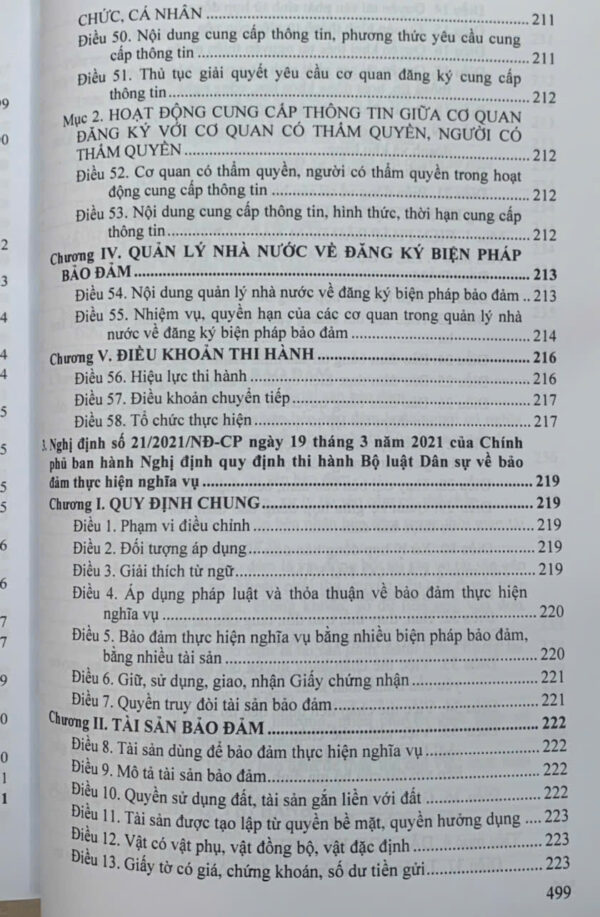 CHỨC, CÁ NHÂN ........ 211
Điều 50. Nội dung cung cấp thông tin, phương thức yêu cầu cung
cấp thông tin ........ 211
Điều 51. Thủ tục giải quyết yêu cầu cơ quan đăng ký cung cấp
thông tin ........ 212
Mục 2. HOẠT ĐỘNG CUNG CẤP THÔNG TIN GIỮA CƠ QUAN
ĐĂNG KÝ VỚI CƠ QUAN CÓ THẨM QUYỀN, NGƯỜI CÓ
THẨM QUYỀN ........ 212
Điều 52. Cơ quan có thẩm quyền, người có thẩm quyền trong hoạt
động cung cấp thông tin ........ 212
Điều 53. Nội dung cung cấp thông tin, hình thức, thời hạn cung cấp
thông tin ........ 212
Chương IV. QUẢN LÝ NHÀ NƯỚC VỀ ĐĂNG KÝ BIỆN PHÁP
BẢO ĐẢM ........ 213
Điều 54. Nội dung quản lý nhà nước về đăng ký biện pháp bảo đảm .. 213
Điều 55. Nhiệm vụ, quyền hạn của các cơ quan trong quản lý nhà
nước về đăng ký biện pháp bảo đảm ........ 214
Chương V. ĐIỀU KHOẢN THI HÀNH ........ 216
Điều 56. Hiệu lực thi hành ........ 216
Điều 57. Điều khoản chuyển tiếp ........ 217
Điều 58. Tổ chức thực hiện ........ 217
Nghị định số 21/2021/NĐ-CP ngày 19 tháng 3 năm 2021 của Chính
phủ ban hành Nghị định quy định thi hành Bộ luật Dân sự về bảo
đảm thực hiện nghĩa vụ ........ 219
Chương I. QUY ĐỊNH CHUNG ........ 219
Điều 1. Phạm vi điều chỉnh ........ 219
Điều 2. Đối tượng áp dụng ........ 219
Điều 3. Giải thích từ ngữ ........ 219
Điều 4. Áp dụng pháp luật và thỏa thuận về bảo đảm thực hiện
nghĩa vụ ........ 220
Điều 5. Bảo đảm thực hiện nghĩa vụ bằng nhiều biện pháp bảo đảm,
bằng nhiều tài sản ........ 220
Điều 6. Giữ, sử dụng, giao, nhận Giấy chứng nhận ........ 221
Điều 7. Quyền truy đòi tài sản bảo đảm ........ 221
Chương II. TÀI SẢN BẢO ĐẢM ........ 222
Điều 8. Tài sản dùng để bảo đảm thực hiện nghĩa vụ ........ 222
Điều 9. Mô tả tài sản bảo đảm ........ 222
Điều 10. Quyền sử dụng đất, tài sản gắn liền với đất ........ 222
Điều 11. Tài sản được tạo lập từ quyền bề mặt, quyền hưởng dụng .... 223
Điều 12. Vật có vật phụ, vật đồng bộ, vật đặc định ........ 223
Điều 13. Giấy tờ có giá, chứng khoán, số dư tiền gửi ........ 223
499